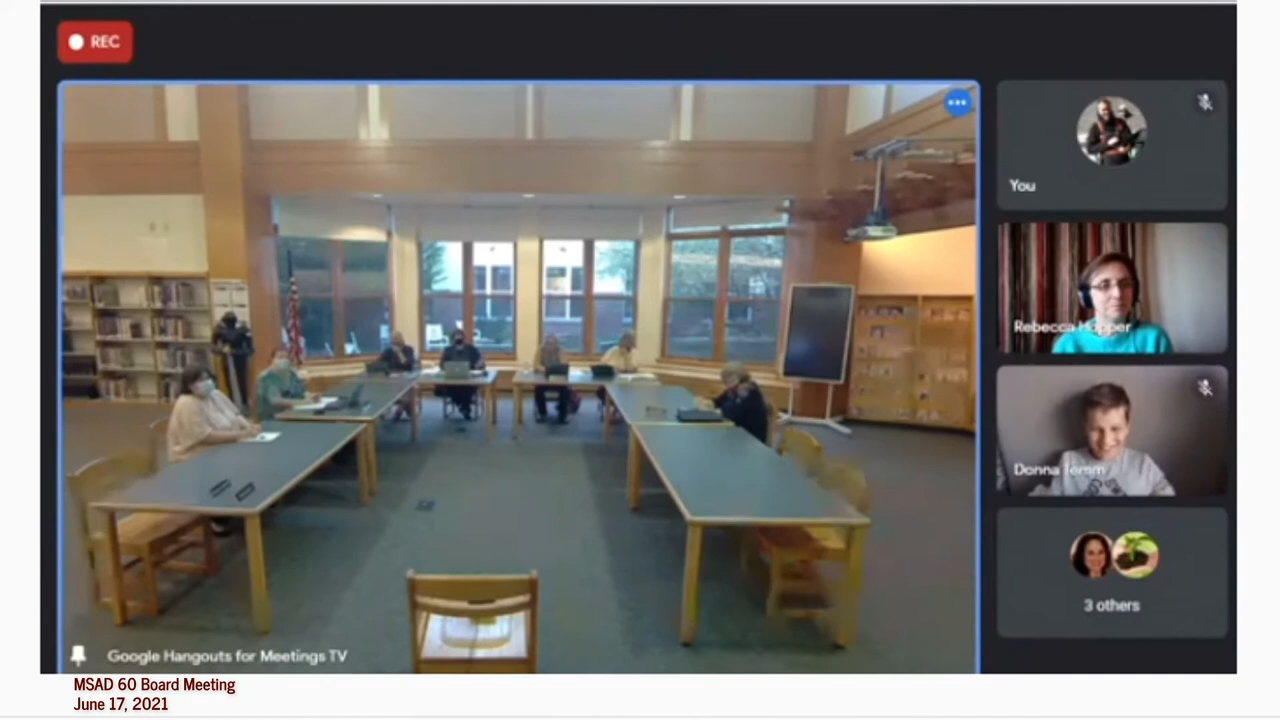 REC
You
Rebecca Hopper
Donna
Google Hangouts for Meetings TV
3 others
MSAD 60 Board Meeting
June 17, 2021